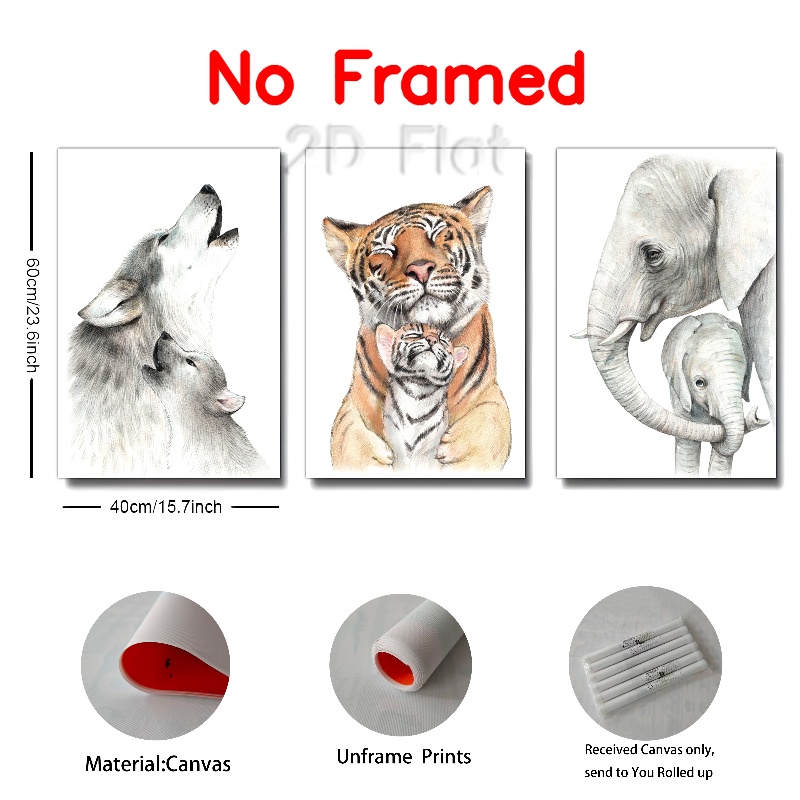 No Framed
2D Flat
60cm/23.6inch
40cm/15.7inch
Material:Canvas
Unframe Prints
Received Canvas only,
send to You Rolled up